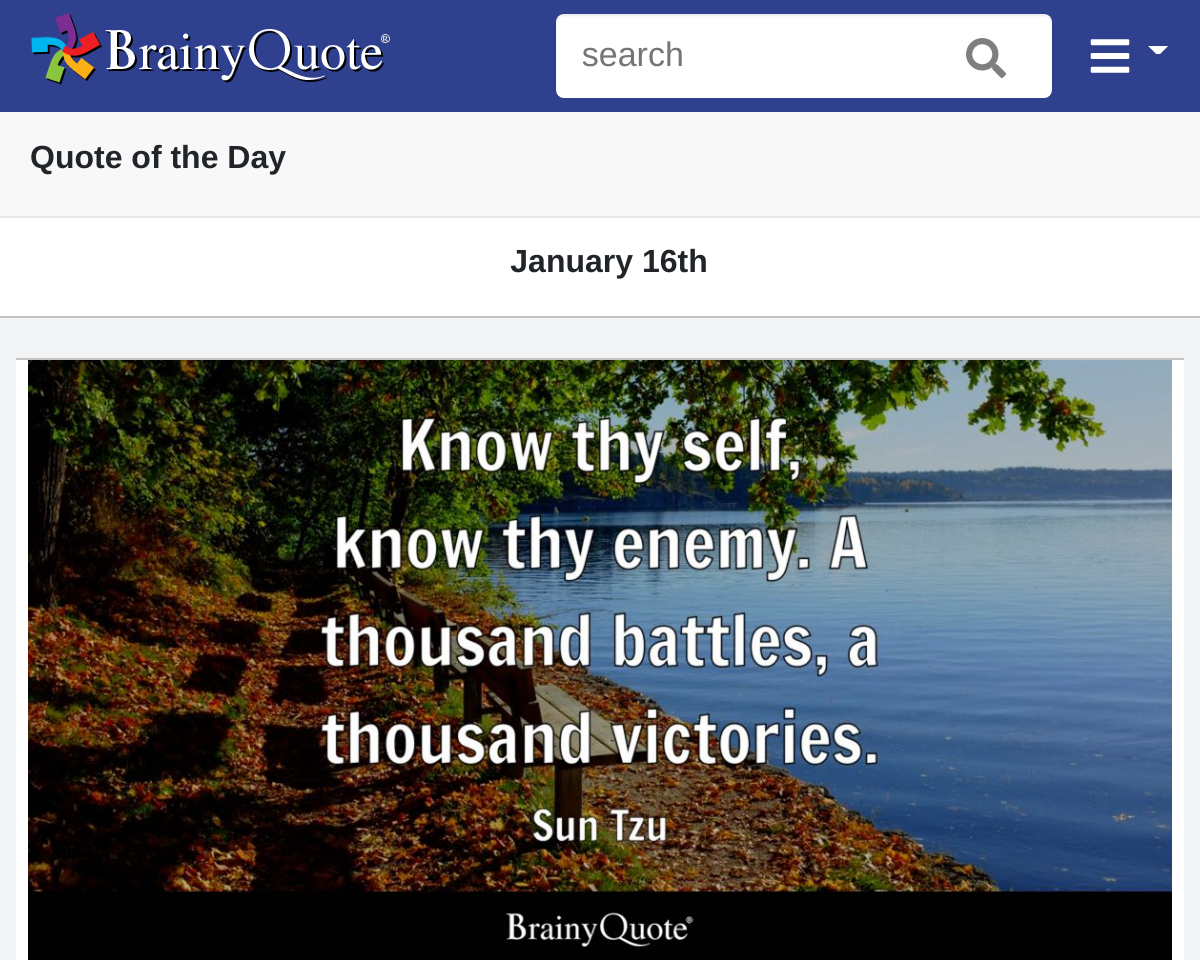 BrainyQuote®
search
Quote of the Day
January 16th
Know thy self,
know thy enemy. A
thousand battles, a
thousand victories.
Sun Tzu
BrainyQuote®